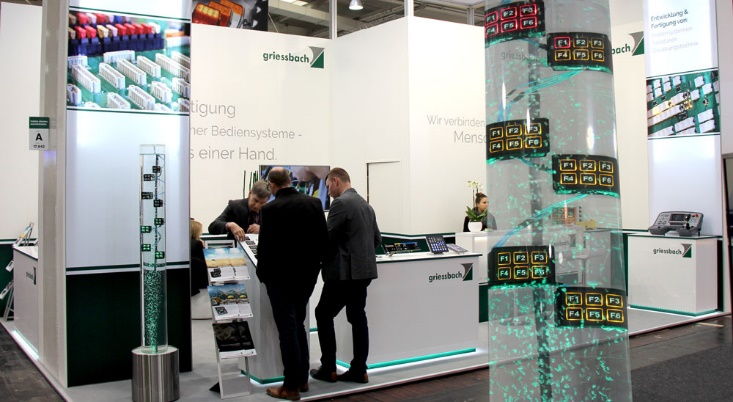 griessbach
tigung
her Bediensysteme -
s einer Hand.
Wir verbinden
Mensc
Entwicklung &
Fertigung von:
A
griessbach
griessbach
F1 F2 F3
F4 F5 F6
F1 F2 F3
F4 F5 F6
F1 F2 F3
F4 F5 F6
F1 F2 F3
F4 F5 F6
F1 F2 F3
F4 F5 F6
F1 F2 F3
F4 F5 F6